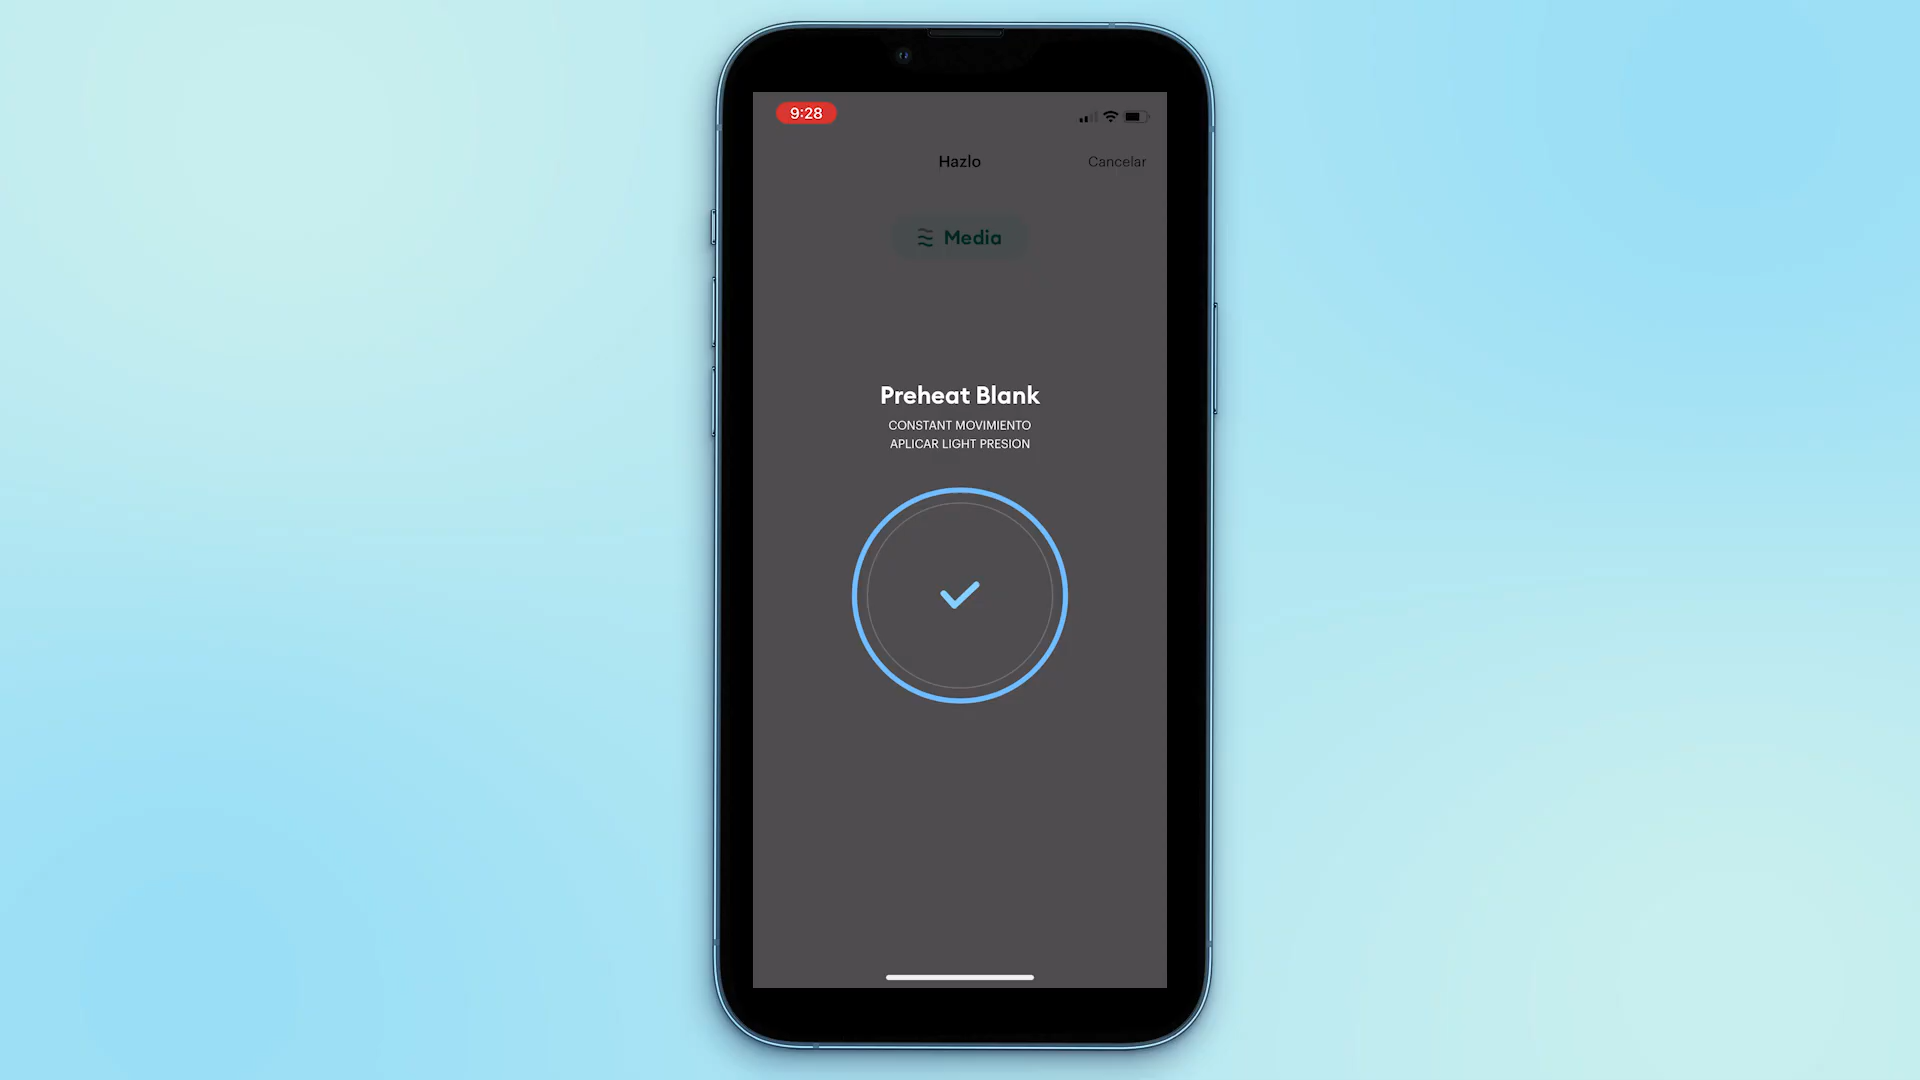 9:28
Hazlo
Cancelar
Media
Preheat Blank
CONSTANT MOVIMIENTO
APLICAR LIGHT PRESION